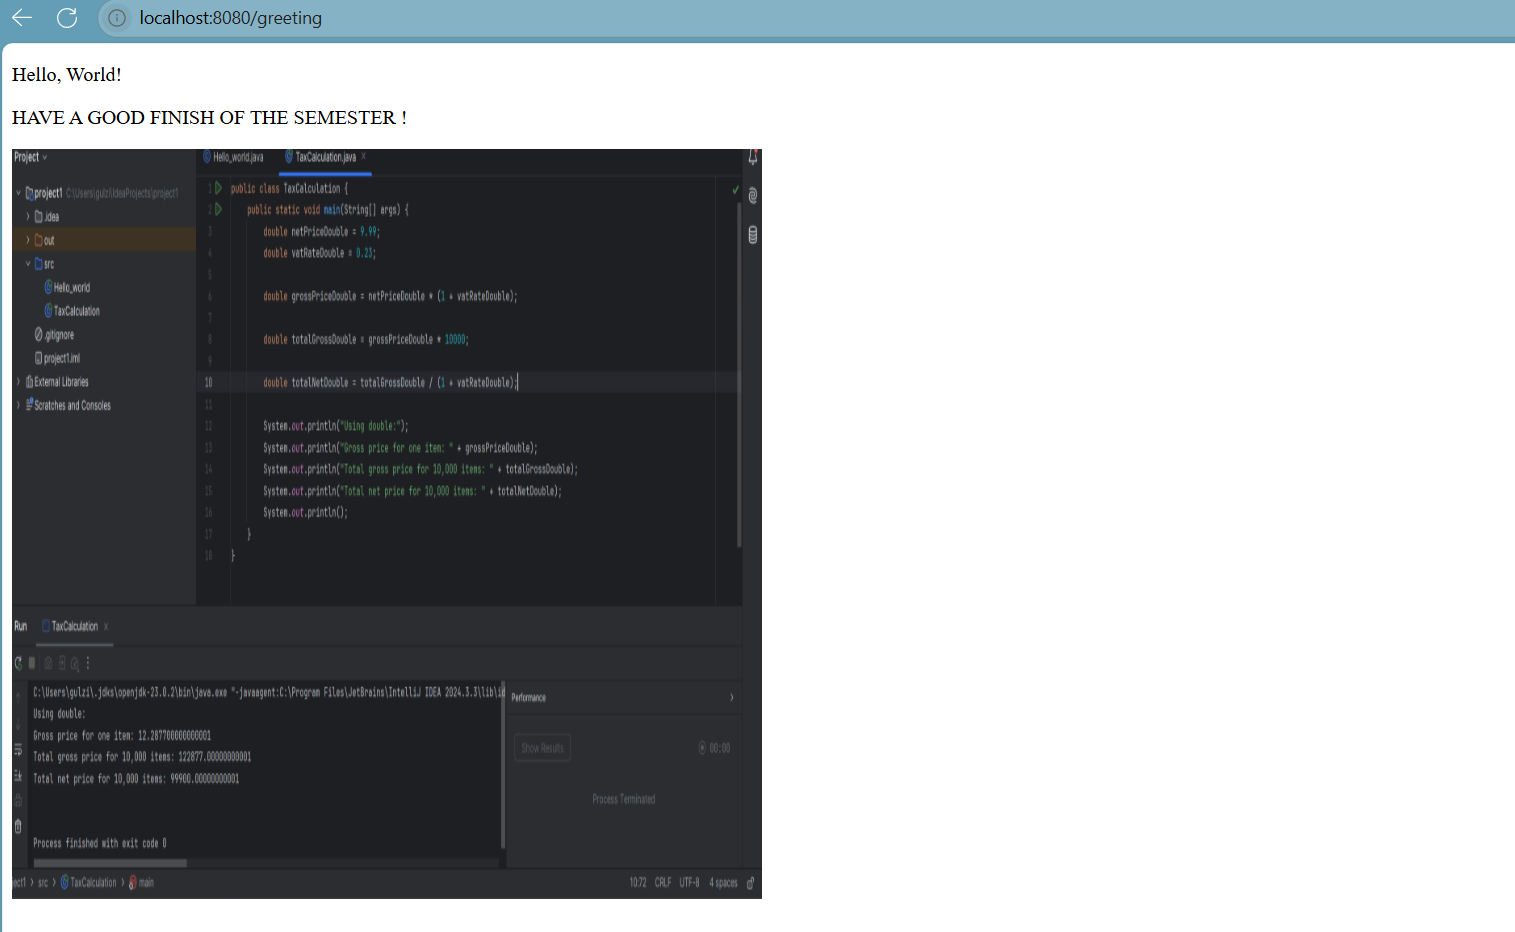 localhost:8080/greeting
Hello, World!
HAVE A GOOD FINISH OF THE SEMESTER !
Project
Hello_world.java
TaxCalculation.java
project1 C:\Users\gulzi\IdeaProjects\project1
.idea
out
src
Hello_world
TaxCalculation
.gitignore
project1.iml
External Libraries
Scratches and Consoles
1 public class TaxCalculation {
2 public static void main(String[] args) {
3 double netPriceDouble = 9.99;
4 double vatRateDouble = 0.23;
5
6 double grossPriceDouble = netPriceDouble * (1 + vatRateDouble);
7
8 double totalGrossDouble = grossPriceDouble * 10000;
9
10 double totalNetDouble = totalGrossDouble / (1 + vatRateDouble);
11
12 System.out.println("Using double:");
13 System.out.println("Gross price for one item: " + grossPriceDouble);
14 System.out.println("Total gross price for 10,000 items: " + totalGrossDouble);
15 System.out.println("Total net price for 10,000 items: " + totalNetDouble);
16 System.out.println();
17 }
18 }
Run TaxCalculation
C:\Users\gulzi\.jdks\openjdk-23.0.2\bin\java.exe "-javaagent:C:\Program Files\JetBrains\IntelliJ IDEA 2024.3.3\lib\id
Using double:
Gross price for one item: 12.287700000000001
Total gross price for 10,000 items: 122877.00000000001
Total net price for 10,000 items: 99900.00000000001
Process finished with exit code 0
Performance
Show Results
00:00
Process Terminated
ect1 > src > TaxCalculation > main
10:72 CRLF UTF-8 4 spaces